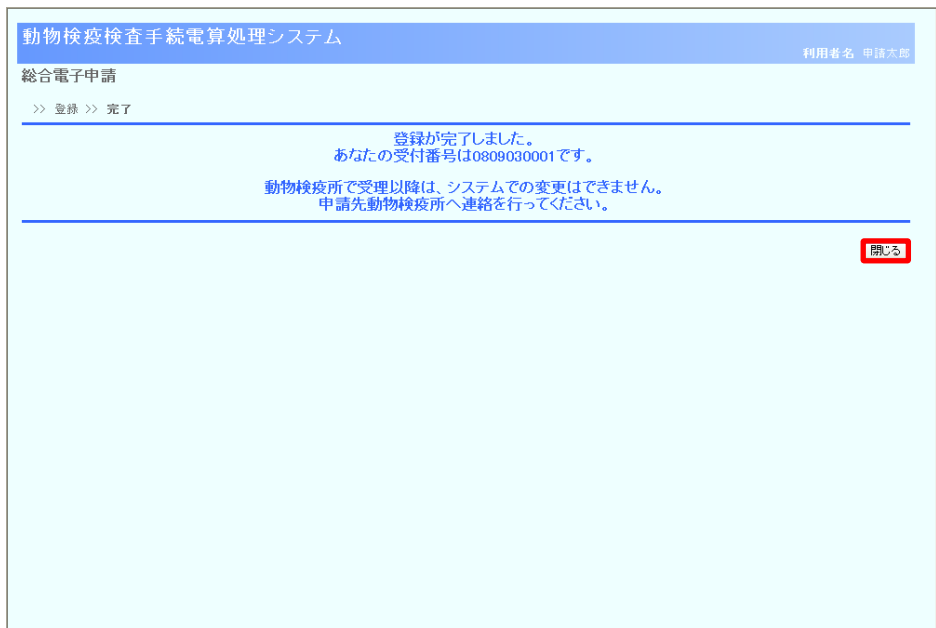 動物検疫検査手続電算処理システム
利用者名 申請太郎
総合電子申請
>> 登録 >> 完了
登録が完了しました。
あなたの受付番号は0809030001です。
動物検疫所で受理以降は、システムでの変更はできません。
申請先動物検疫所へ連絡を行ってください。
閉じる